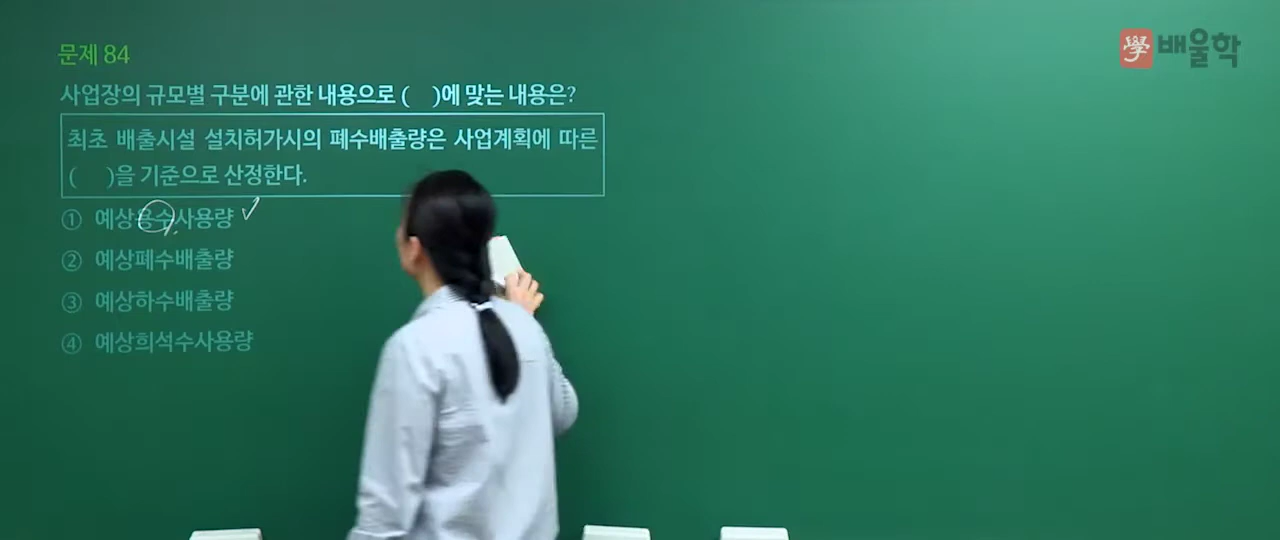 문제 84
學 배울학
사업장의 규모별 구분에 관한 내용으로 ( )에 맞는 내용은?
최초 배출시설 설치허가시의 폐수배출량은 사업계획에 따른
( )을 기준으로 산정한다.
① 예상용수사용량
② 예상폐수배출량
③ 예상하수배출량
④ 예상희석수사용량